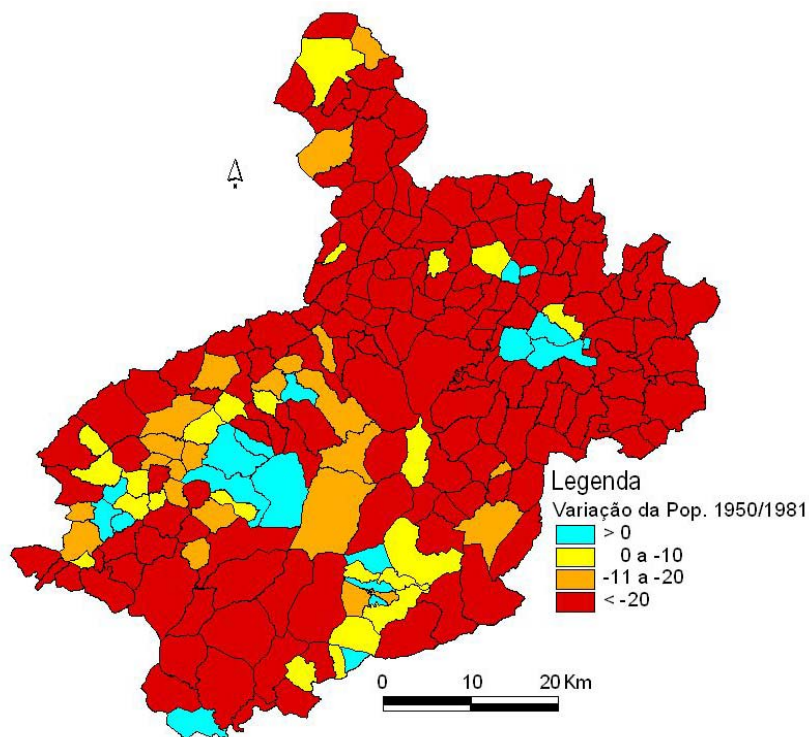 Legenda
Variação da Pop. 1950/1981
> 0
0 a -10
-11 a -20
< -20
0 10 20 Km